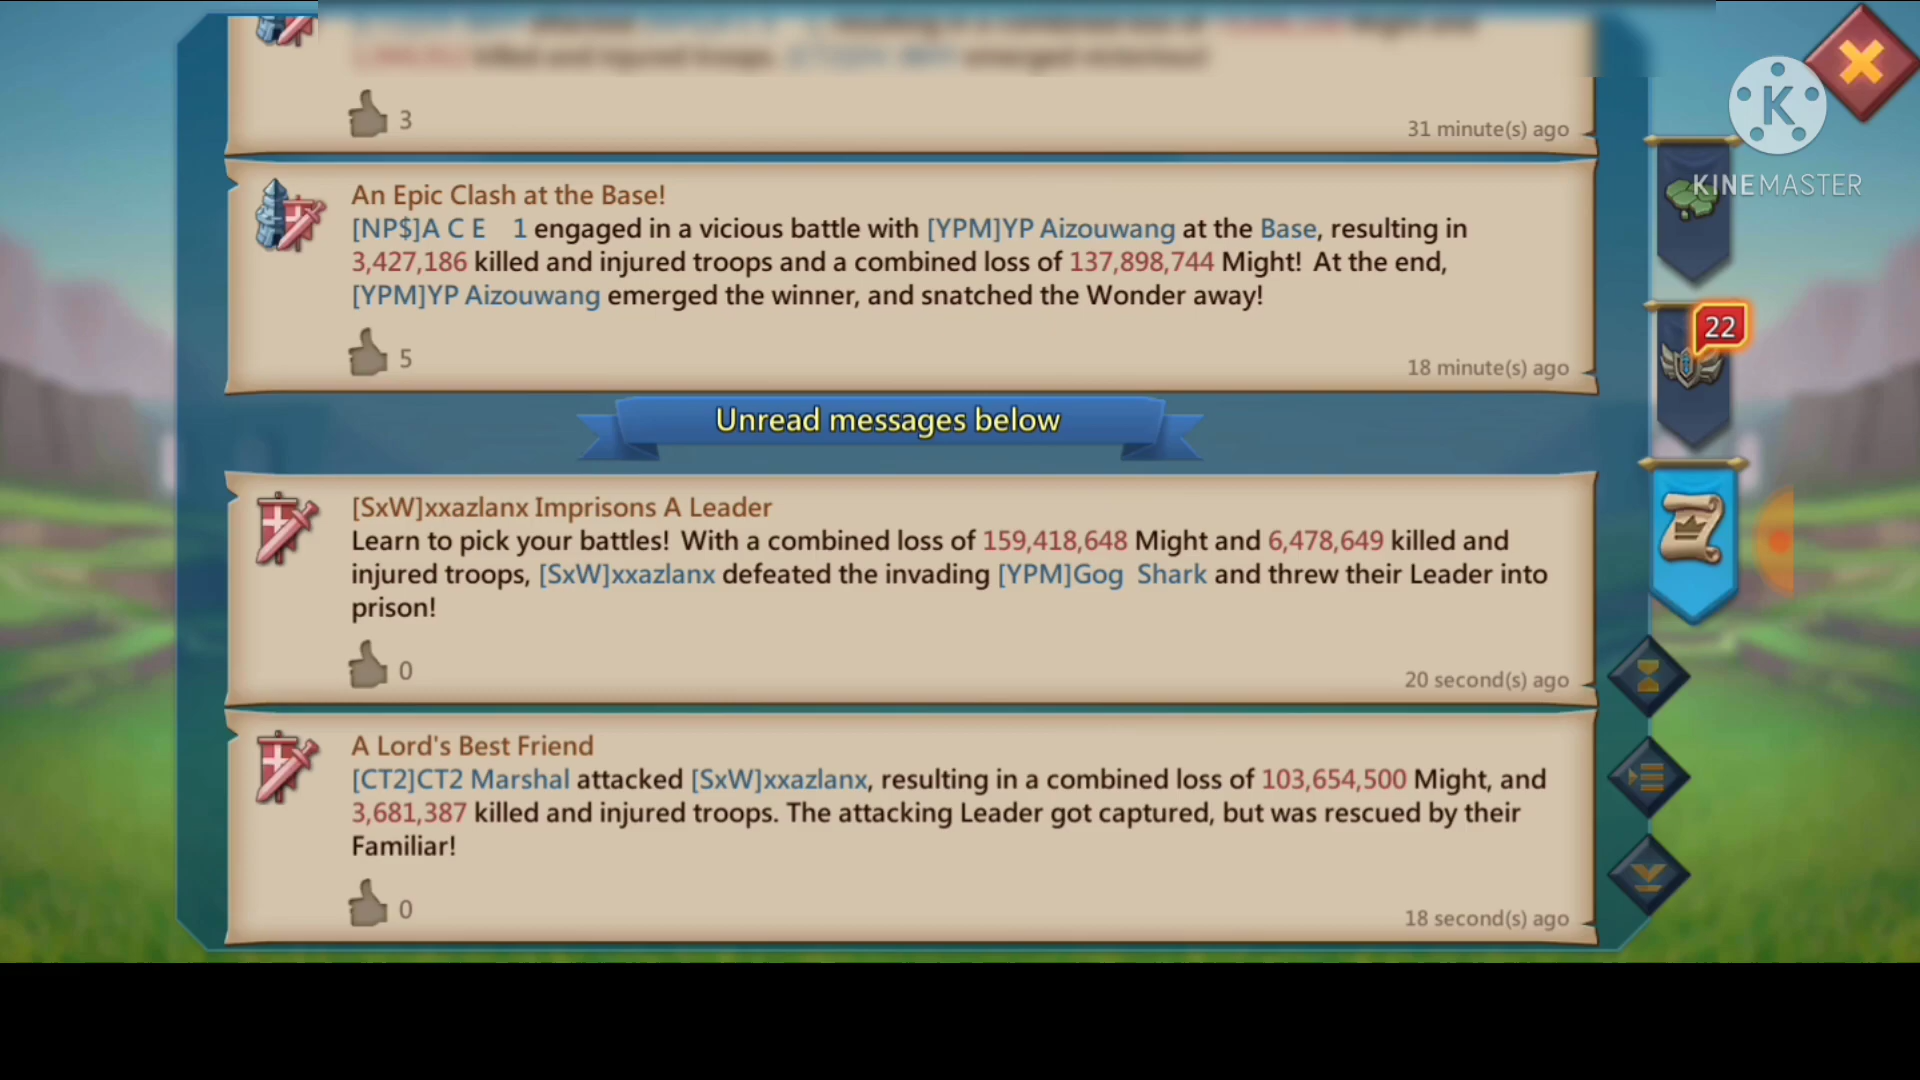 killed and injured troops.
emerged victorious!
3
31 minute(s) ago
An Epic Clash at the Base!
[NP$]A C E 1 engaged in a vicious battle with [YPM]YP Aizouwang at the Base, resulting in
3,427,186 killed and injured troops and a combined loss of 137,898,744 Might! At the end,
[YPM]YP Aizouwang emerged the winner, and snatched the Wonder away!
5
18 minute(s) ago
Unread messages below
[SxW]xxazlanx Imprisons A Leader
Learn to pick your battles! With a combined loss of 159,418,648 Might and 6,478,649 killed and
injured troops, [SxW]xxazlanx defeated the invading [YPM]Gog Shark and threw their Leader into
prison!
0
20 second(s) ago
A Lord's Best Friend
[CT2]CT2 Marshal attacked [SxW]xxazlanx, resulting in a combined loss of 103,654,500 Might, and
3,681,387 killed and injured troops. The attacking Leader got captured, but was rescued by their
Familiar!
0
18 second(s) ago
K
KINEMASTER
22